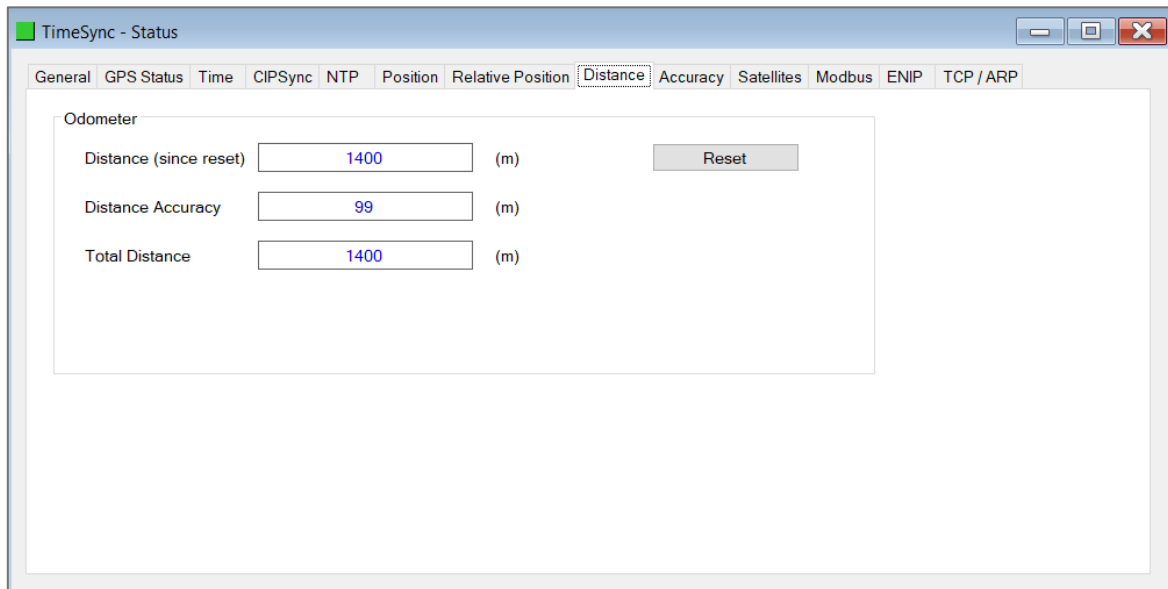 TimeSync - Status
General GPS Status Time CIPSync NTP Position Relative Position Distance Accuracy Satellites Modbus ENIP TCP / ARP
Odometer
Distance (since reset) 1400 (m) Reset
Distance Accuracy 99 (m)
Total Distance 1400 (m)